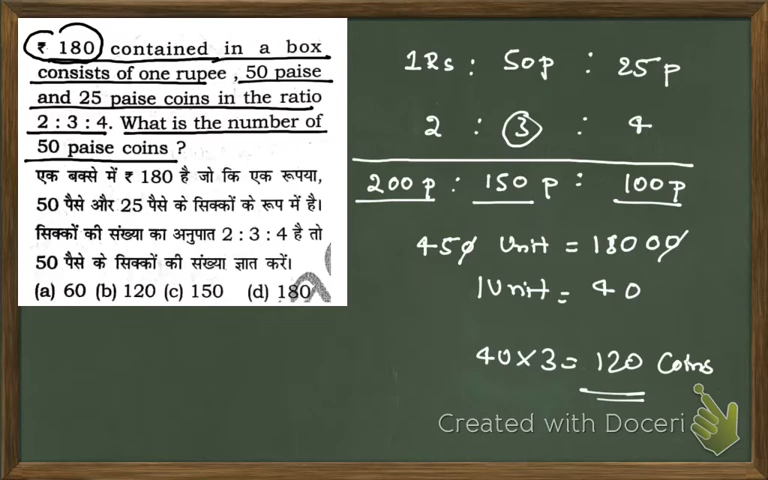 ₹ 180 contained in a box
consists of one rupee , 50 paise
and 25 paise coins in the ratio
2 : 3 : 4. What is the number of
50 paise coins ?
एक बक्से में ₹ 180 है जो कि एक रूपया,
50 पैसे और 25 पैसे के सिक्कों के रूप में है।
सिक्कों की संख्या का अनुपात 2 : 3 : 4 है तो
50 पैसे के सिक्कों की संख्या ज्ञात करें।
(a) 60 (b) 120 (c) 150 (d) 180
1Rs : 50p : 25p
2 : 3 : 4
200p : 150p : 100p
450 Unit = 18000
1Unit = 40
40×3 = 120 Coins
Created with Doceri